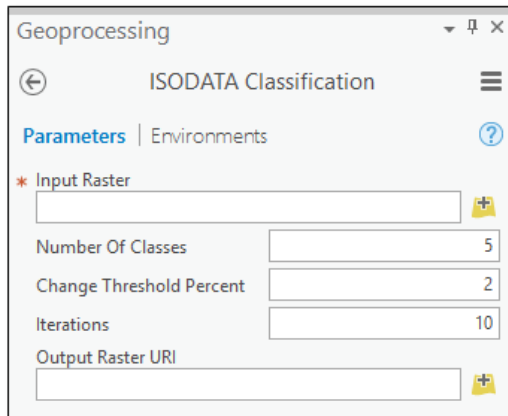 Geoprocessing
ISODATA Classification
Parameters | Environments
?
* Input Raster
Number Of Classes 5
Change Threshold Percent 2
Iterations 10
Output Raster URI